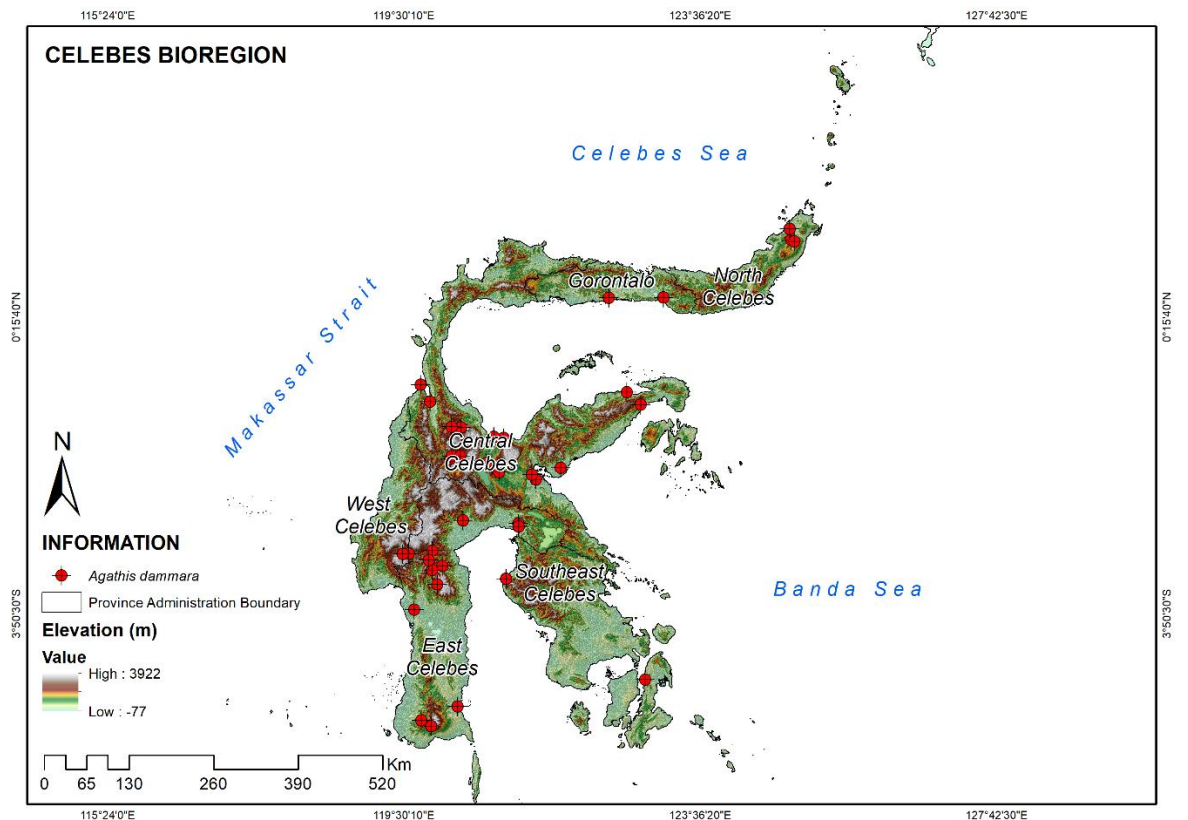 115°24'0"E 119°30'10"E 123°36'20"E 127°42'30"E
CELEBES BIOREGION
Celebes Sea
Gorontalo
North
Celebes
Makassar Strait
0°15'40"N
0°15'40"N
N
Central
Celebes
West
Celebes
INFORMATION
Agathis dammara
Province Administration Boundary
Southeast
Celebes
Banda Sea
3°50'30"S
3°50'30"S
Elevation (m)
Value
High : 3922
Low : -77
East
Celebes
Km
0 65 130 260 390 520
115°24'0"E 119°30'10"E 123°36'20"E 127°42'30"E